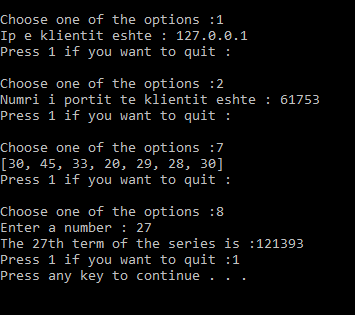 Choose one of the options :1
Ip e klientit eshte : 127.0.0.1
Press 1 if you want to quit :
Choose one of the options :2
Numri i portit te klientit eshte : 61753
Press 1 if you want to quit :
Choose one of the options :7
[30, 45, 33, 20, 29, 28, 30]
Press 1 if you want to quit :
Choose one of the options :8
Enter a number : 27
The 27th term of the series is :121393
Press 1 if you want to quit :1
Press any key to continue . . .